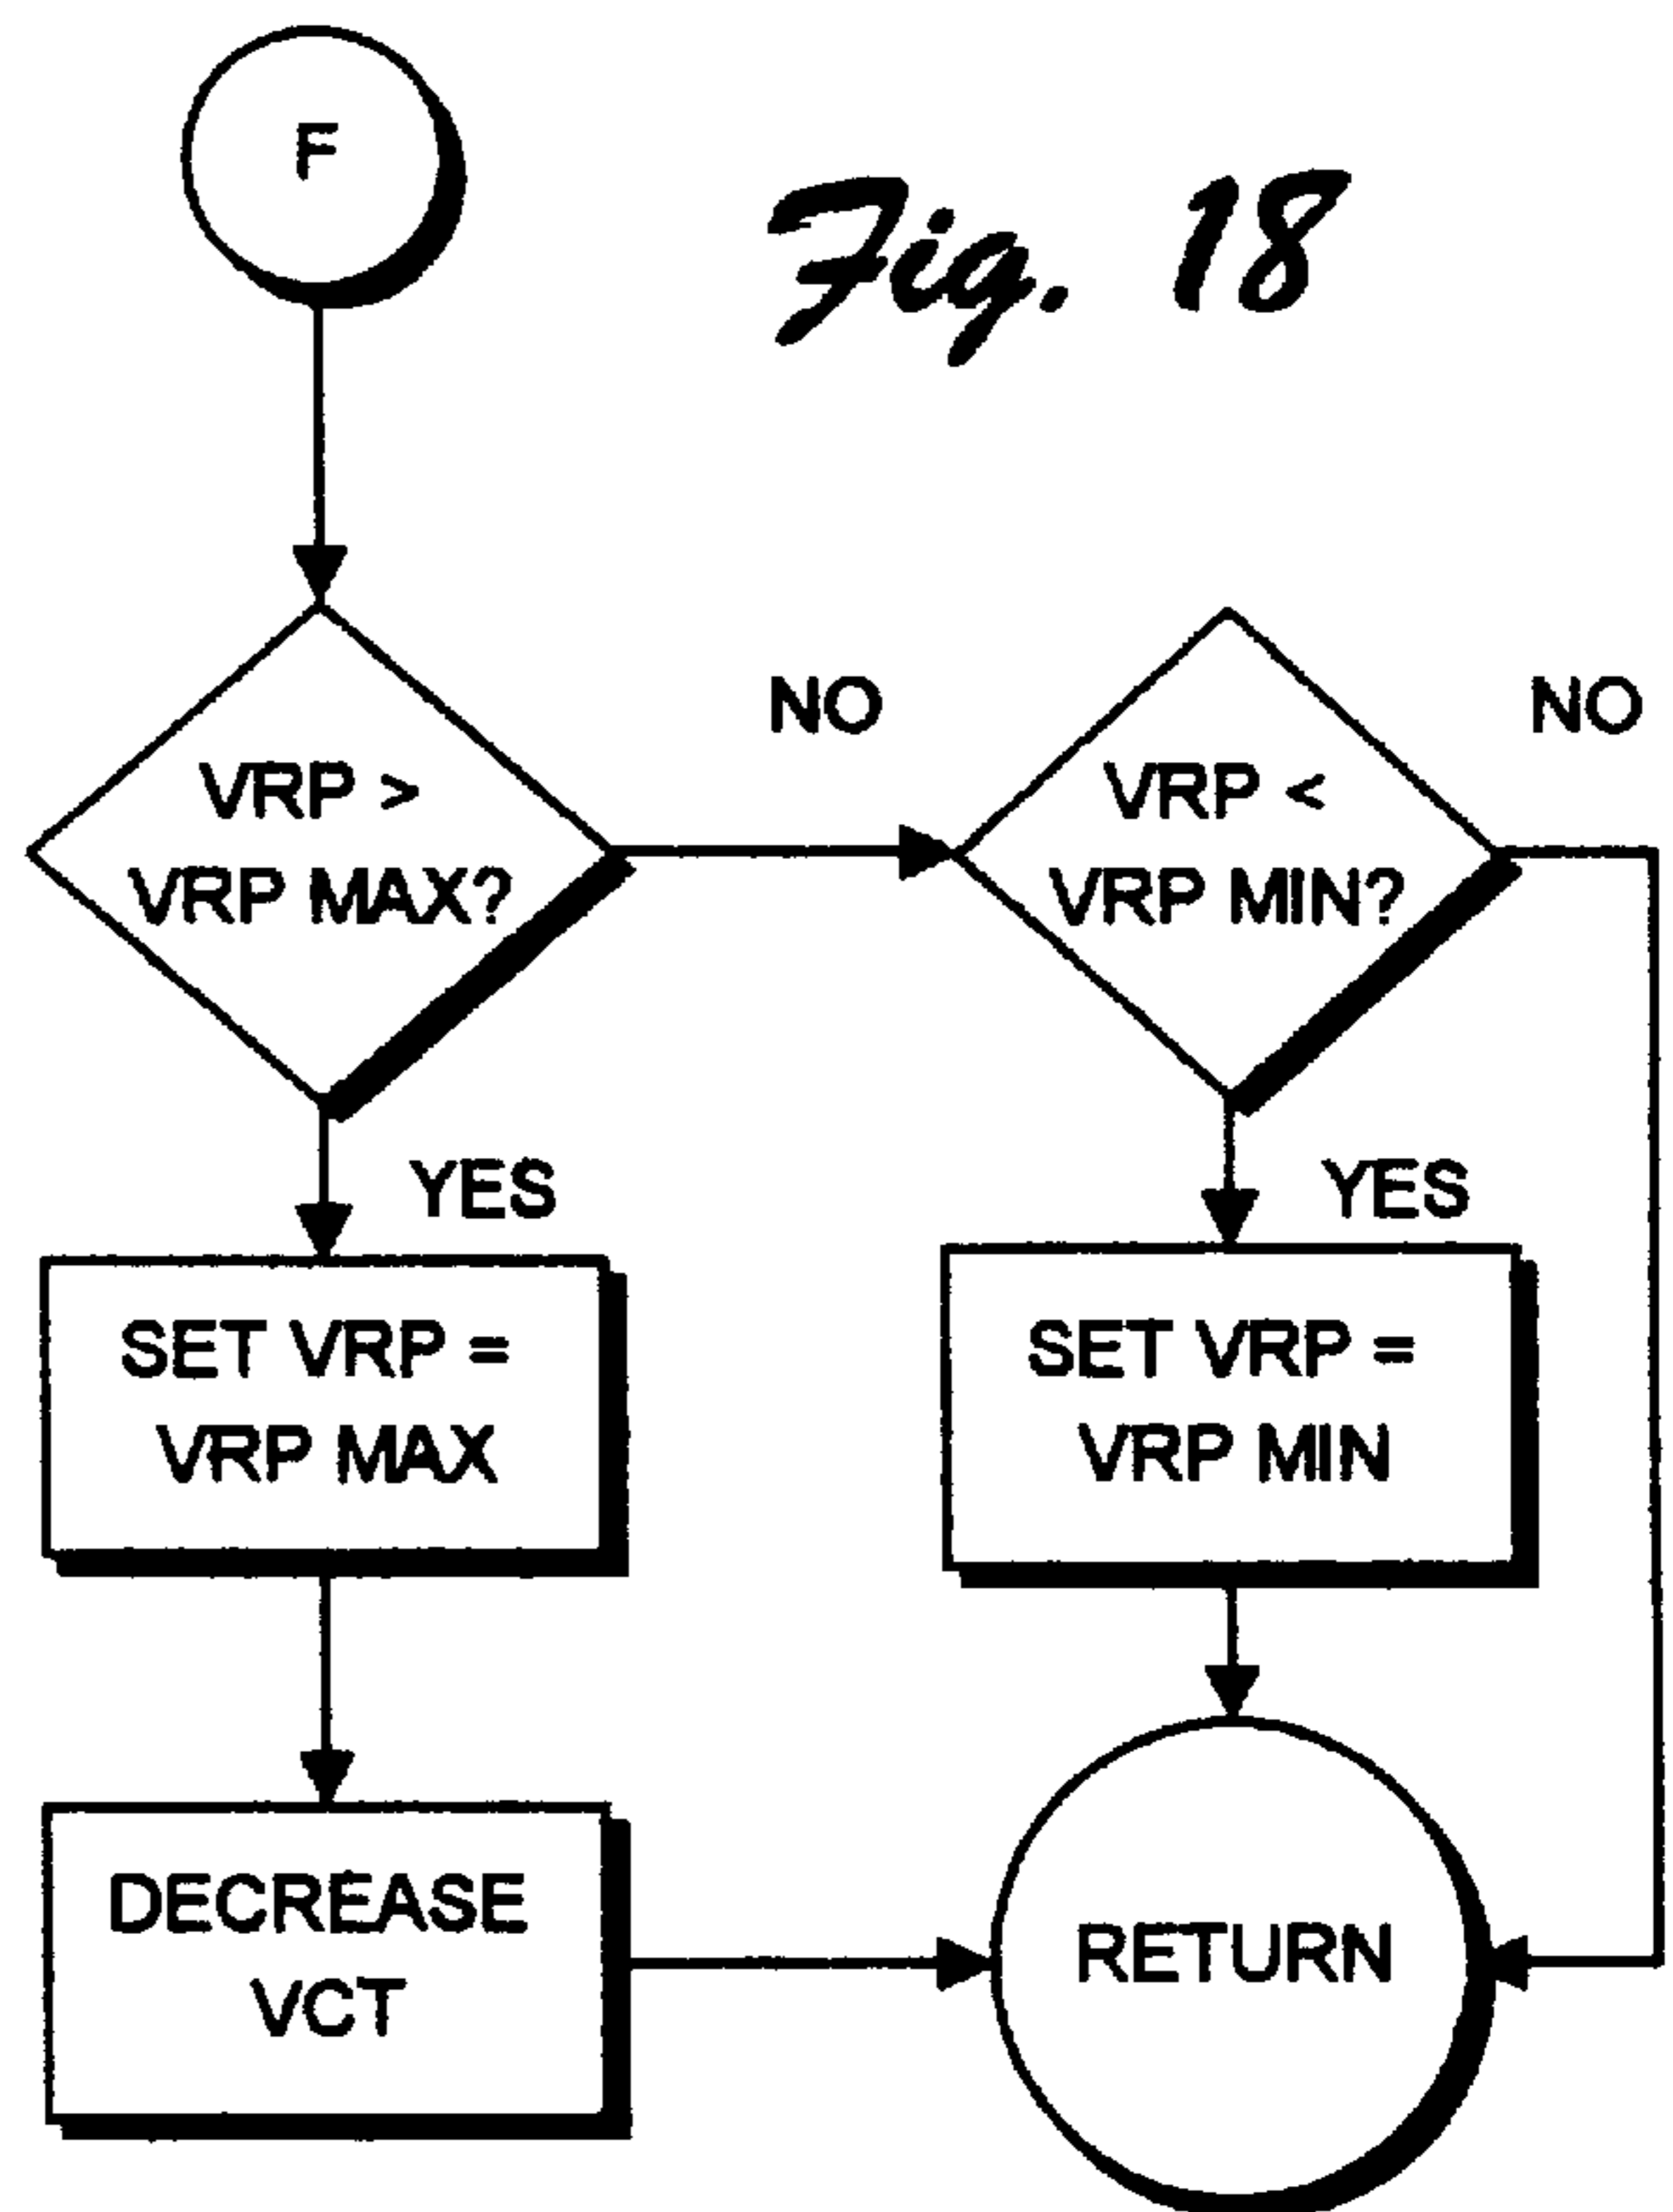 F
Fig. 18
VRP >
VRP MAX?
NO
VRP <
VRP MIN?
NO
YES
YES
SET VRP =
VRP MAX
SET VRP =
VRP MIN
DECREASE
VCT
RETURN